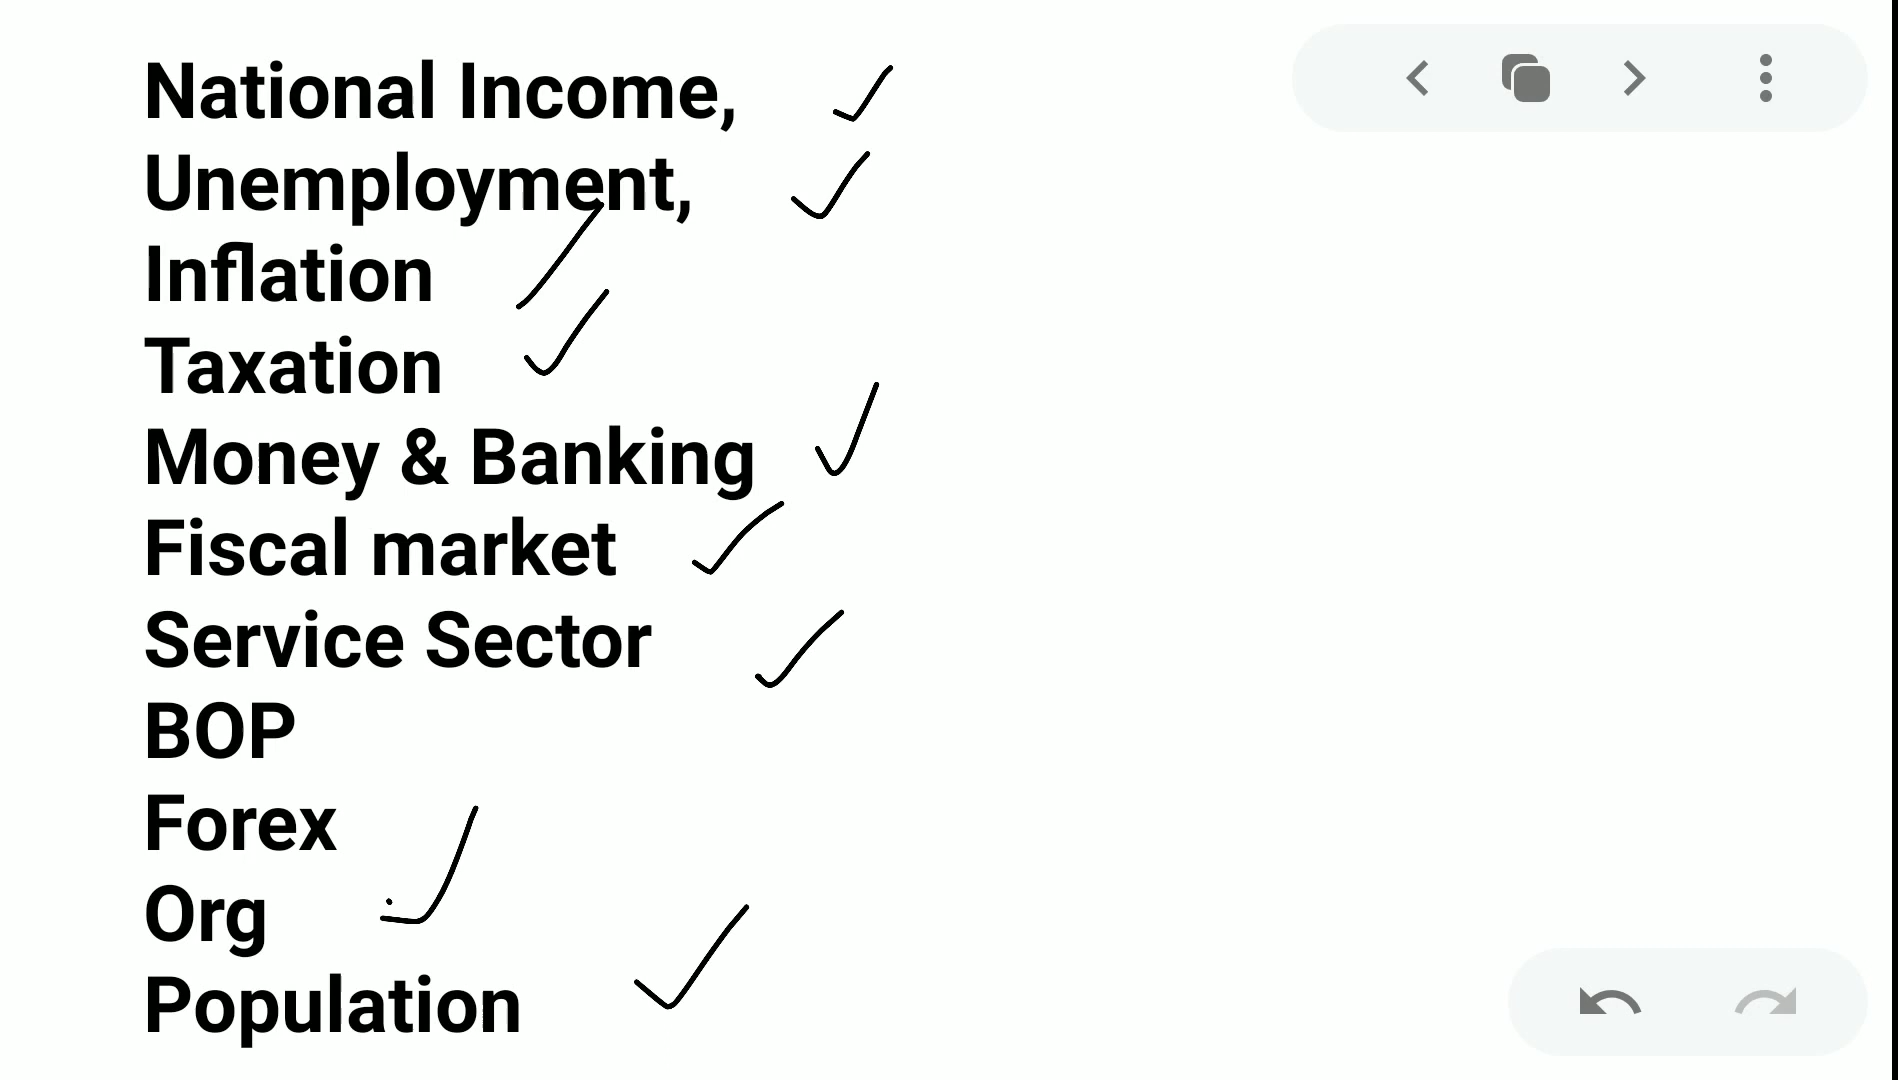 National Income,
Unemployment,
Inflation
Taxation
Money & Banking
Fiscal market
Service Sector
BOP
Forex
Org
Population